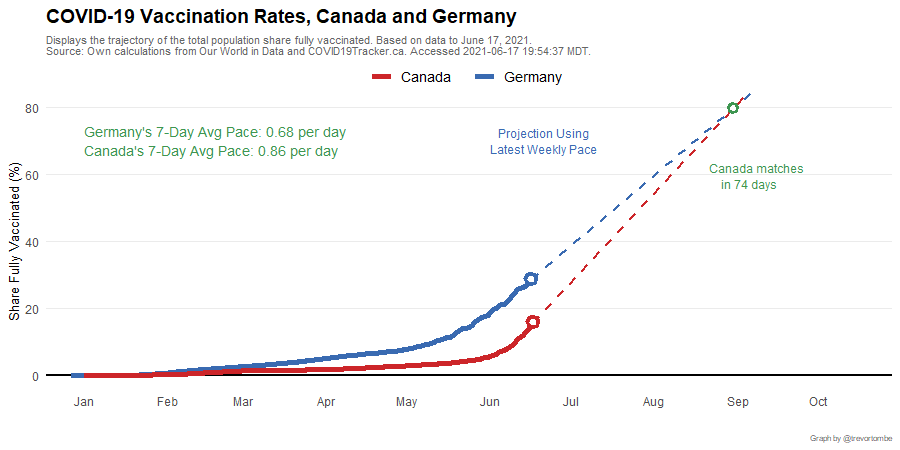 COVID-19 Vaccination Rates, Canada and Germany
Displays the trajectory of the total population share fully vaccinated. Based on data to June 17, 2021.
Source: Own calculations from Our World in Data and COVID19Tracker.ca. Accessed 2021-06-17 19:54:37 MDT.
Canada Germany
Germany's 7-Day Avg Pace: 0.68 per day
Canada's 7-Day Avg Pace: 0.86 per day
Projection Using
Latest Weekly Pace
Canada matches
in 74 days
Share Fully Vaccinated (%)
80
60
40
20
0
Jan Feb Mar Apr May Jun Jul Aug Sep Oct
Graph by @trevortombe